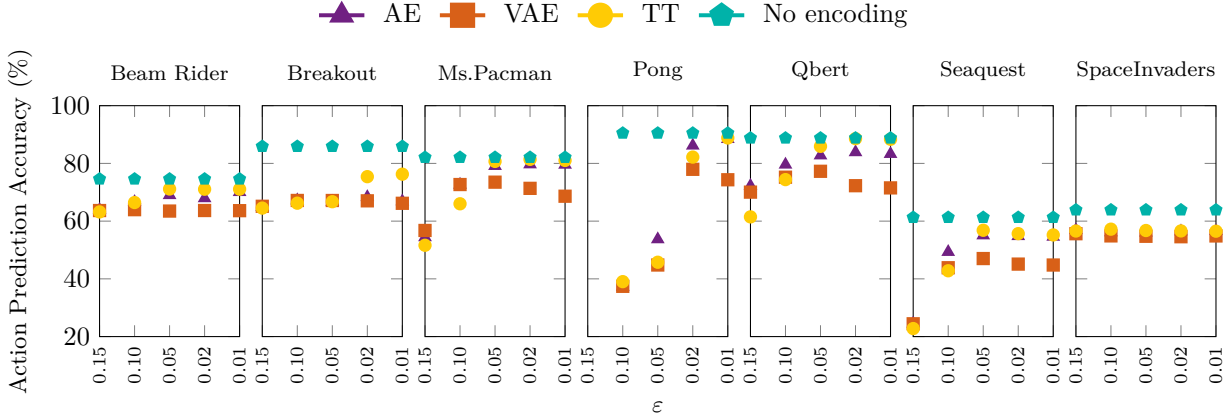 AE VAE TT No encoding
Action Prediction Accuracy (%)
Beam Rider Breakout Ms.Pacman Pong Qbert Seaquest SpaceInvaders
100
80
60
40
20
0.15 0.10 0.05 0.02 0.01 0.15 0.10 0.05 0.02 0.01 0.15 0.10 0.05 0.02 0.01 0.10 0.05 0.02 0.01 0.15 0.10 0.05 0.02 0.01 0.15 0.10 0.05 0.02 0.01 0.15 0.10 0.05 0.02 0.01
ε